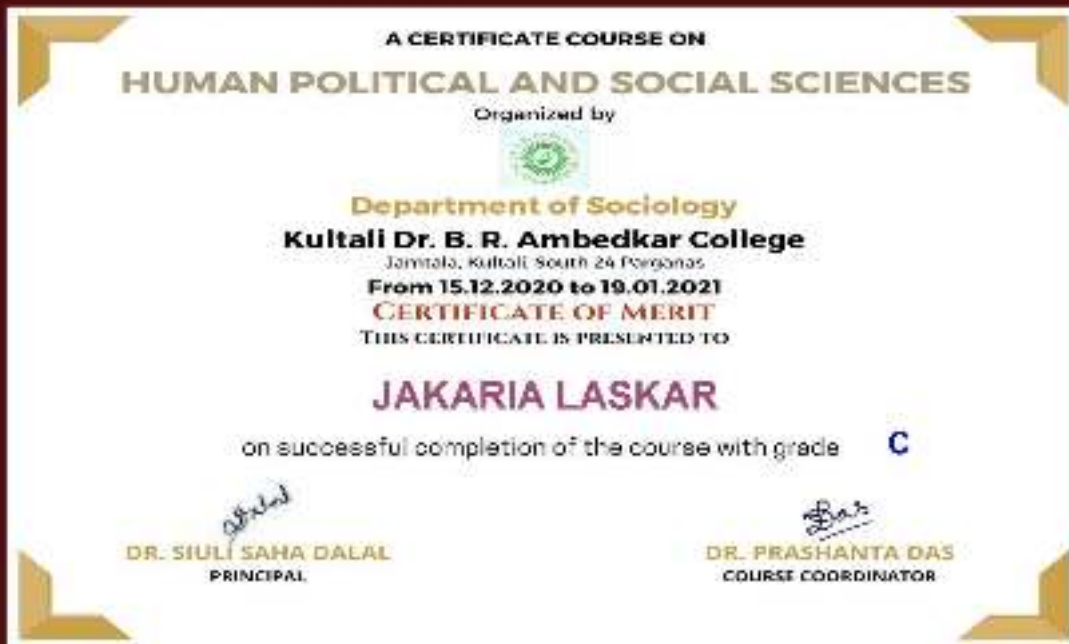 A CERTIFICATE COURSE ON
HUMAN POLITICAL AND SOCIAL SCIENCES
Organized by
Department of Sociology
Kultali Dr. B. R. Ambedkar College
Jamtala, Kultali, South 24 Parganas
From 15.12.2020 to 19.01.2021
CERTIFICATE OF MERIT
THIS CERTIFICATE IS PRESENTED TO
JAKARIA LASKAR
on successful completion of the course with grade C
Das
DR. SIULI SAHA DALAL
DR. PRASHANTA DAS
PRINCIPAL
COURSE COORDINATOR